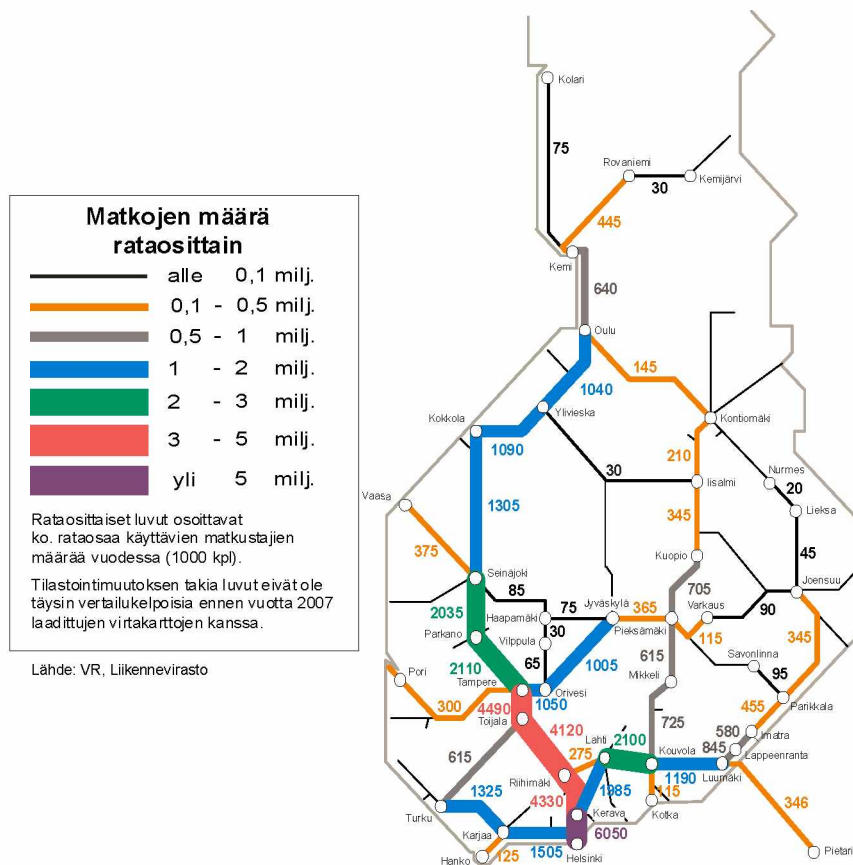 Matkojen määrä
rataosittain
alle 0,1 milj.
0,1 - 0,5 milj.
0,5 - 1 milj.
1 - 2 milj.
2 - 3 milj.
3 - 5 milj.
yli 5 milj.
Rataosittaiset luvut osoittavat
ko. rataosaa käyttävien matkustajien
määrää vuodessa (1000 kpl).
Tilastointimuutoksen takia luvut eivät ole
täysin vertailukelpoisia ennen vuotta 2007
laadittujen virtakarttojen kanssa.
Lähde: VR, Liikennevirasto
Kolari
75
Rovaniemi
30
Kemijärvi
445
Kemi
640
Oulu
145
1040
Ylivieska
Kontiomäki
Kokkola
1090
30
210
Iisalmi
Nurmes
20
Lieksa
Vaasa
1305
345
375
Kuopio
45
Seinäjoki
85
705
Joensuu
2035
Haapamäki
75
Jyväskylä
365
Pieksämäki
Varkaus
90
115
345
Parkano
Vilppula
30
2110
65
1005
615
Savonlinna
95
Mikkeli
Pori
Tampere
1050
Orivesi
Parikkala
300
4490
Toijala
4120
725
455
Imatra
580
845
Lappeenranta
615
Lahti
2100
Kouvola
1190
Luumäki
275
Riihimäki
1985
115
Kotka
346
Turku
1325
4330
Kerava
Karjaa
1505
6050
Hanko
125
Helsinki
Pietari